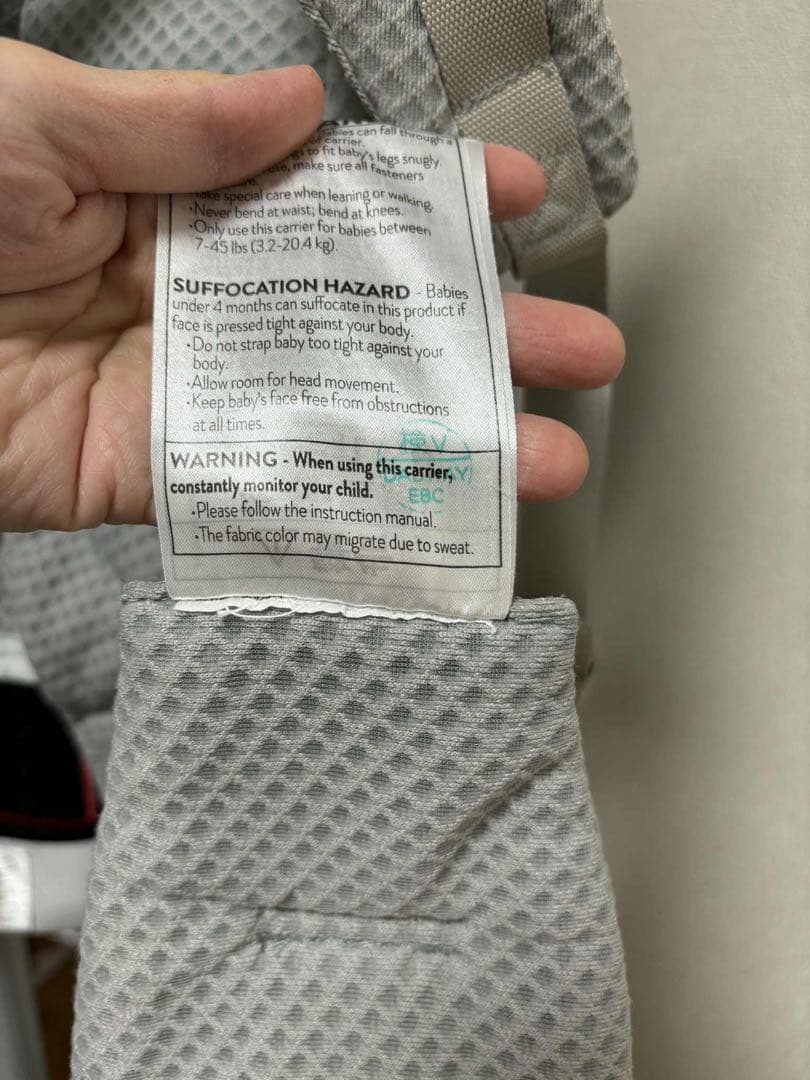 babies can fall through a
carrier.
to fit baby's legs snugly.
use, make sure all fasteners
Take special care when leaning or walking.
•Never bend at waist; bend at knees.
•Only use this carrier for babies between
7-45 lbs (3.2-20.4 kg).
SUFFOCATION HAZARD - Babies
under 4 months can suffocate in this product if
face is pressed tight against your body.
•Do not strap baby too tight against your
body.
•Allow room for head movement.
•Keep baby's face free from obstructions
at all times.
WARNING - When using this carrier,
constantly monitor your child.
•Please follow the instruction manual.
•The fabric color may migrate due to sweat.
EBC